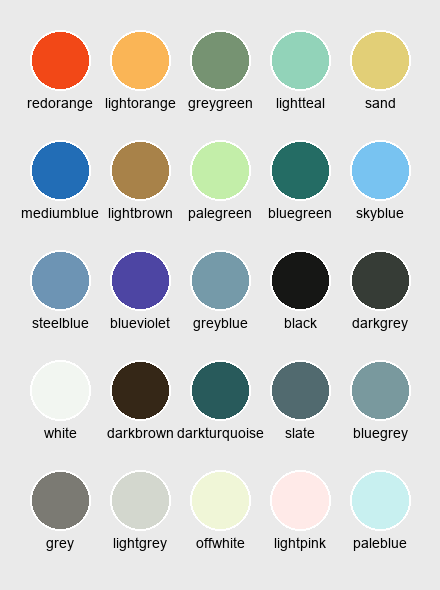 redorange lightorange greygreen lightteal sand
mediumblue lightbrown palegreen bluegreen skyblue
steelblue blueviolet greyblue black darkgrey
white darkbrown darkturquoise slate bluegrey
grey lightgrey offwhite lightpink paleblue